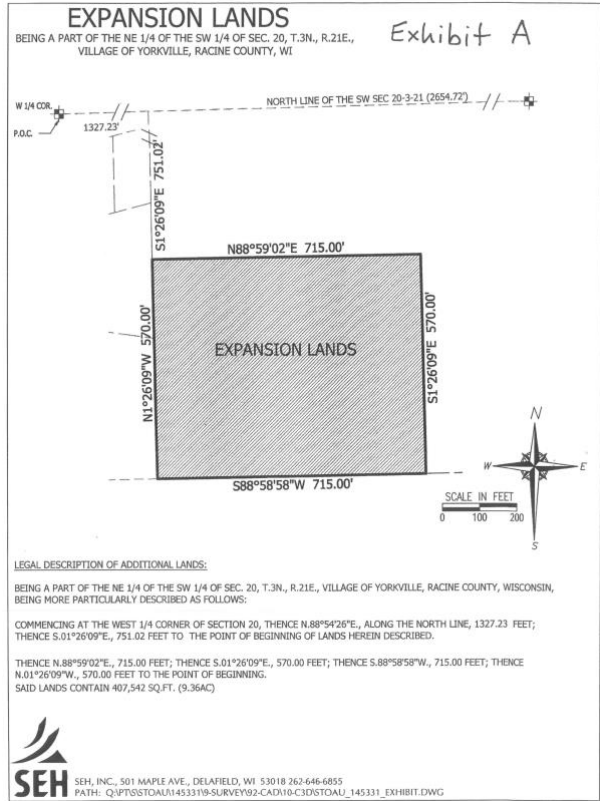 EXPANSION LANDS
BEING A PART OF THE NE 1/4 OF THE SW 1/4 OF SEC. 20, T.3N., R.21E.,
VILLAGE OF YORKVILLE, RACINE COUNTY, WI
Exhibit A
W 1/4 COR.
P.O.C.
1327.23'
NORTH LINE OF THE SW SEC 20-3-21 (2654.72')
S1°26'09"E 751.02'
N88°59'02"E 715.00'
N1°26'09"W 570.00'
EXPANSION LANDS
S1°26'09"E 570.00'
S88°58'58"W 715.00'
N
W
E
S
SCALE IN FEET
0 100 200
LEGAL DESCRIPTION OF ADDITIONAL LANDS:
BEING A PART OF THE NE 1/4 OF THE SW 1/4 OF SEC. 20, T.3N., R.21E., VILLAGE OF YORKVILLE, RACINE COUNTY, WISCONSIN,
BEING MORE PARTICULARLY DESCRIBED AS FOLLOWS:
COMMENCING AT THE WEST 1/4 CORNER OF SECTION 20, THENCE N.88°54'26"E., ALONG THE NORTH LINE, 1327.23 FEET;
THENCE S.01°26'09"E., 751.02 FEET TO THE POINT OF BEGINNING OF LANDS HEREIN DESCRIBED.
THENCE N.88°59'02"E., 715.00 FEET; THENCE S.01°26'09"E., 570.00 FEET; THENCE S.88°58'58"W., 715.00 FEET; THENCE
N.01°26'09"W., 570.00 FEET TO THE POINT OF BEGINNING.
SAID LANDS CONTAIN 407,542 SQ.FT. (9.36AC)
SEH
SEH, INC., 501 MAPLE AVE., DELAFIELD, WI 53018 262-646-6855
PATH: Q:\PT\S\STOAU\145331\9-SURVEY\92-CAD\10-C3D\STOAU_145331_EXHIBIT.DWG